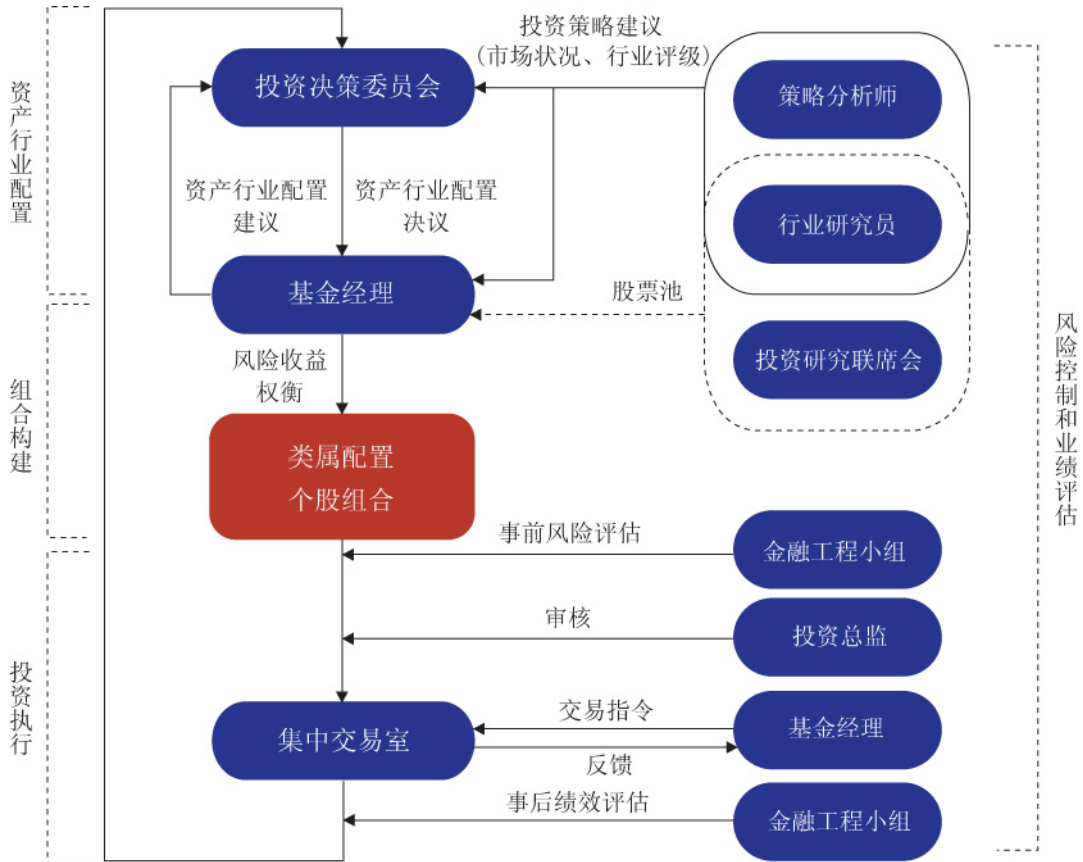 投资策略建议
(市场状况、行业评级)
投资决策委员会
策略分析师
资产行业配置
资产行业配置
建议
资产行业配置
决议
行业研究员
基金经理
股票池
投资研究联席会
风险收益
权衡
组合构建
类属配置
个股组合
风险控制和业绩评估
事前风险评估
金融工程小组
审核
投资总监
投资执行
集中交易室
交易指令
反馈
基金经理
事后绩效评估
金融工程小组